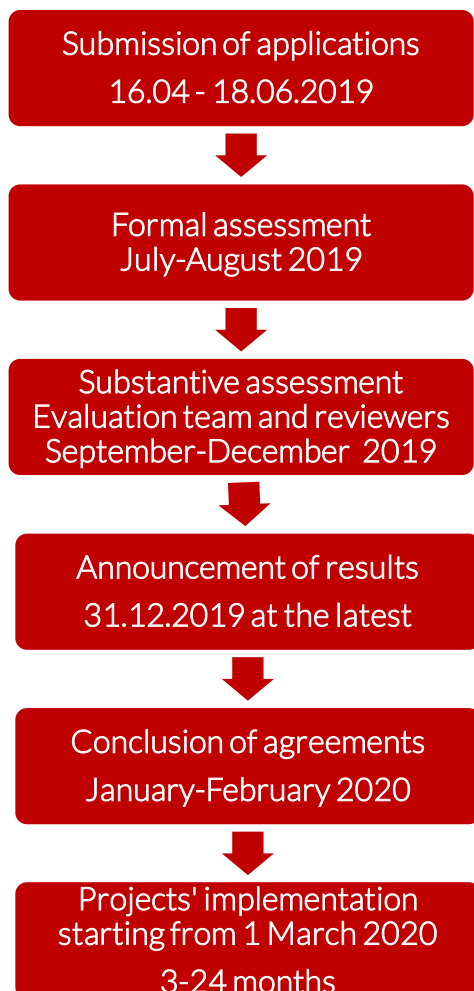 Submission of applications
16.04 - 18.06.2019
Formal assessment
July-August 2019
Substantive assessment
Evaluation team and reviewers
September-December 2019
Announcement of results
31.12.2019 at the latest
Conclusion of agreements
January-February 2020
Projects' implementation
starting from 1 March 2020
3-24 months